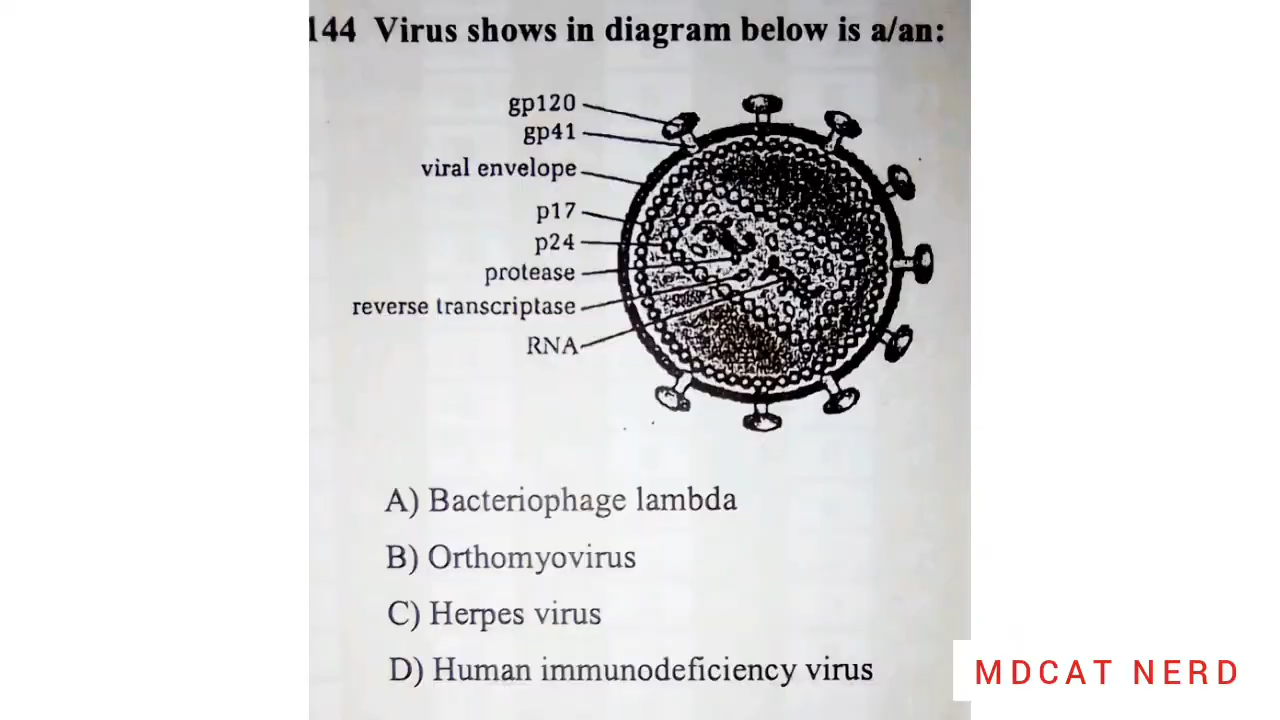 144 Virus shows in diagram below is a/an:
gp120
gp41
viral envelope
p17
p24
protease
reverse transcriptase
RNA
A) Bacteriophage lambda
B) Orthomyovirus
C) Herpes virus
D) Human immunodeficiency virus
MDCAT NERD